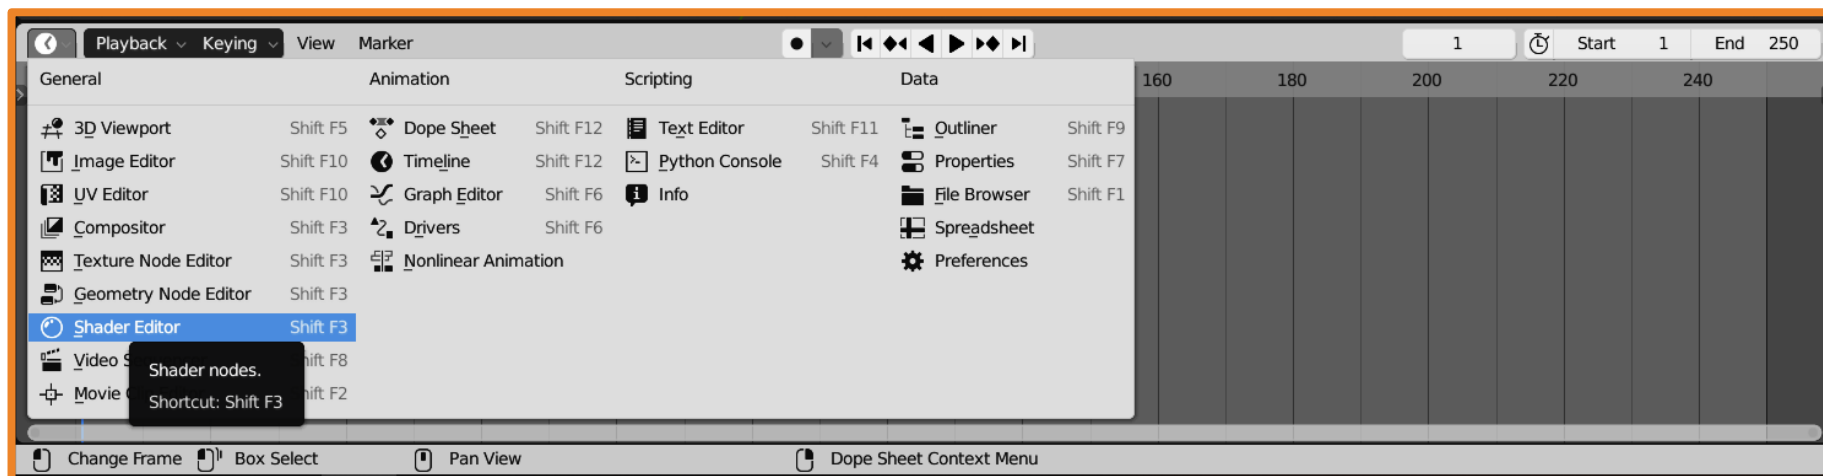 Playback Keying View Marker 1 Start 1 End 250
General Animation Scripting Data 160 180 200 220 240
3D Viewport Shift F5 Dope Sheet Shift F12 Text Editor Shift F11 Outliner Shift F9
Image Editor Shift F10 Timeline Shift F12 Python Console Shift F4 Properties Shift F7
UV Editor Shift F10 Graph Editor Shift F6 Info File Browser Shift F1
Compositor Shift F3 Drivers Shift F6 Spreadsheet
Texture Node Editor Shift F3 Nonlinear Animation Preferences
Geometry Node Editor Shift F3
Shader Editor Shift F3
Video F8
Shader nodes.
Movie F2
Shortcut: Shift F3
Change Frame Box Select Pan View Dope Sheet Context Menu